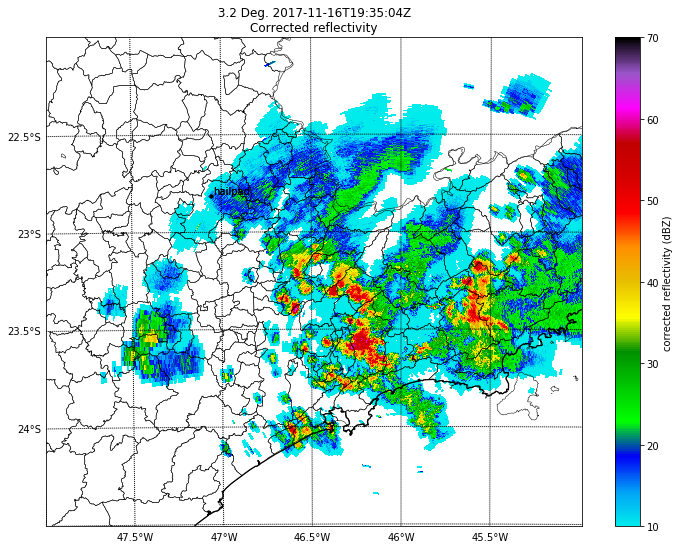 3.2 Deg. 2017-11-16T19:35:04Z
Corrected reflectivity
22.5°S
23°S
23.5°S
24°S
47.5°W
47°W
46.5°W
46°W
45.5°W
70
60
50
40
30
20
10
corrected reflectivity (dBZ)